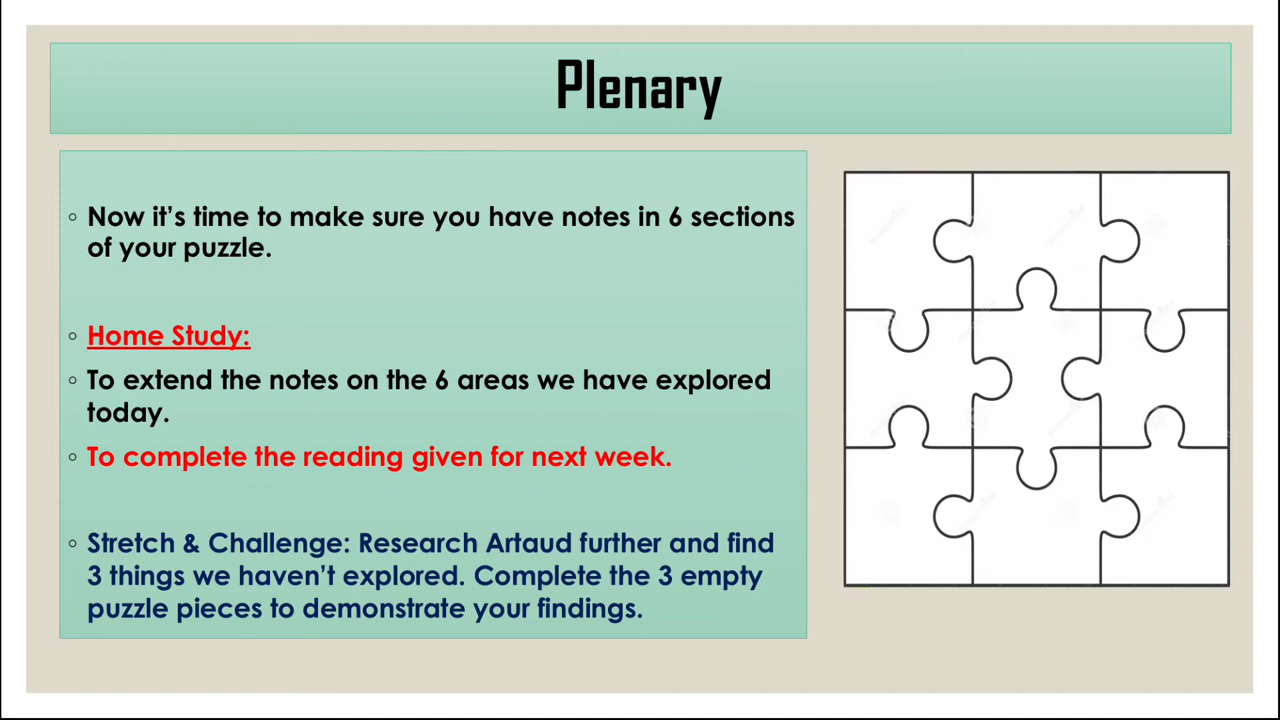 Plenary
◦ Now it's time to make sure you have notes in 6 sections
of your puzzle.
◦ Home Study:
◦ To extend the notes on the 6 areas we have explored
today.
◦ To complete the reading given for next week.
◦ Stretch & Challenge: Research Artaud further and find
3 things we haven't explored. Complete the 3 empty
puzzle pieces to demonstrate your findings.